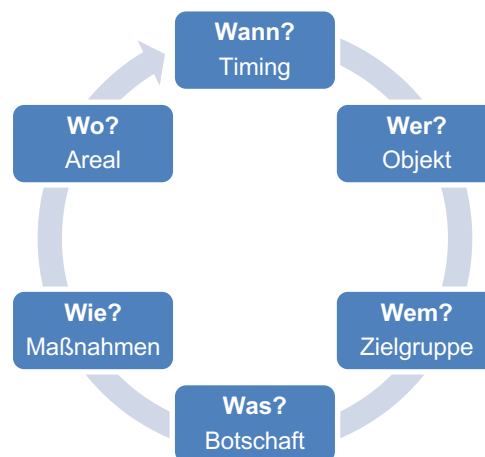 Wann?
Timing
Wer?
Objekt
Wem?
Zielgruppe
Was?
Botschaft
Wie?
Maßnahmen
Wo?
Areal